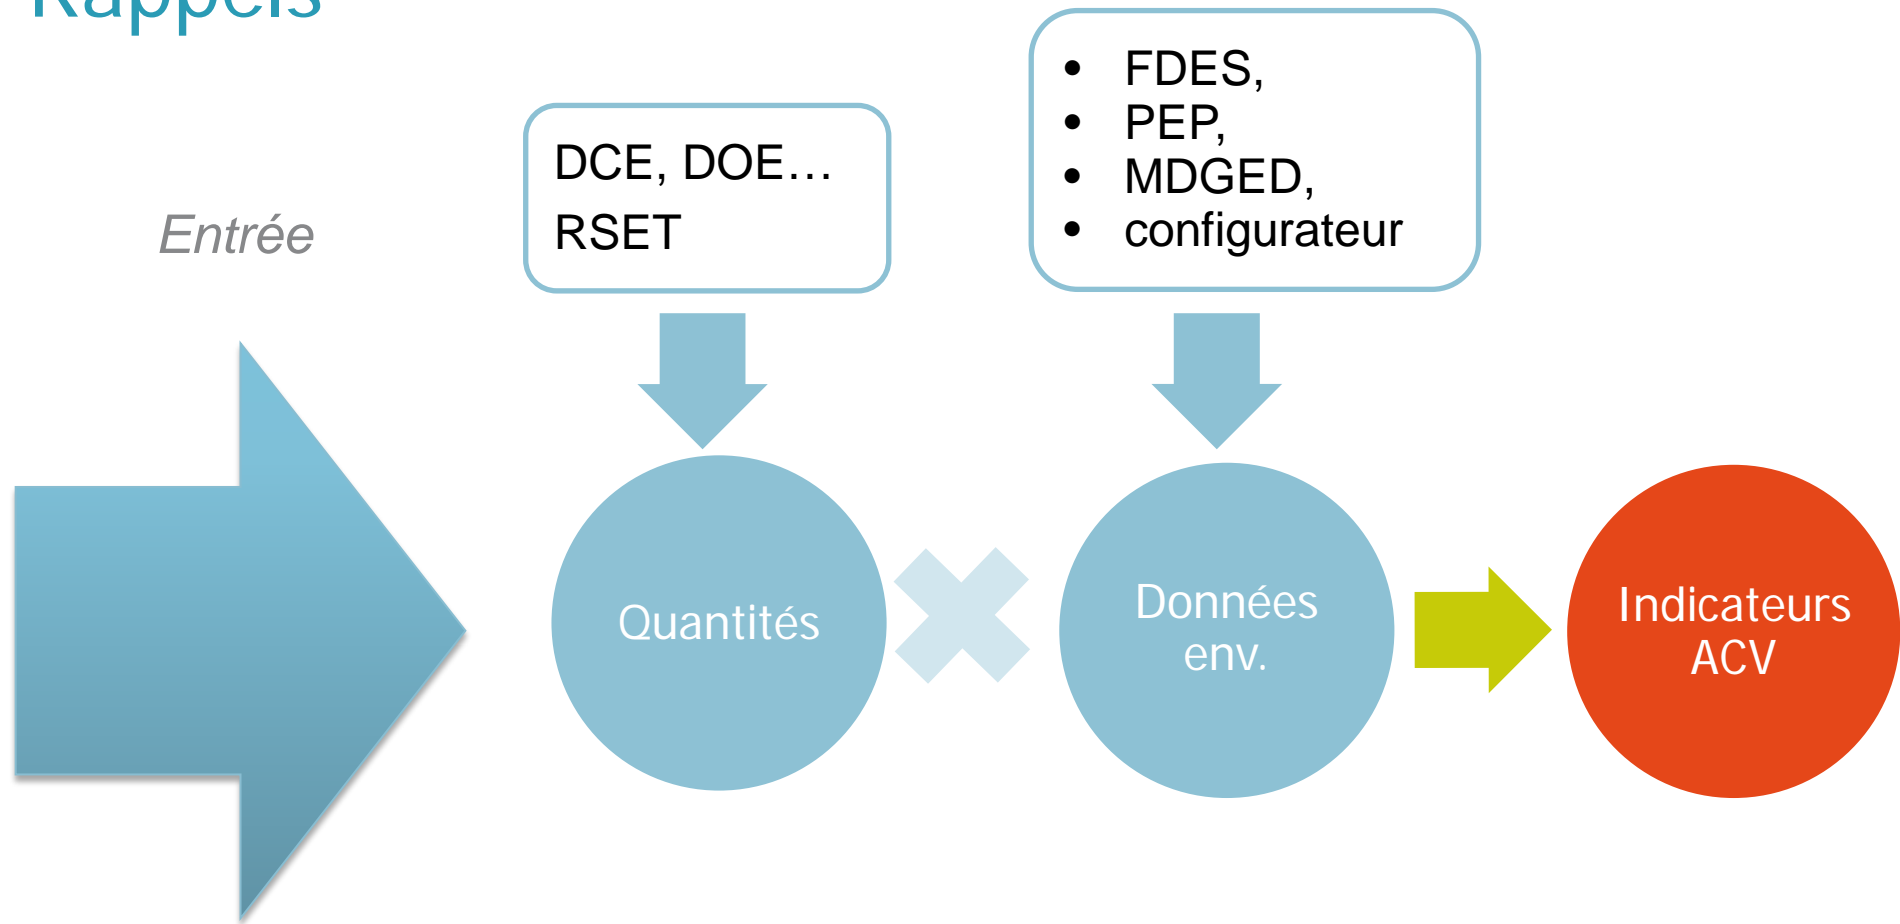 Rappels
Entrée
DCE, DOE…
RSET
• FDES,
• PEP,
• MDGED,
• configurateur
Quantités
Données
env.
Indicateurs
ACV